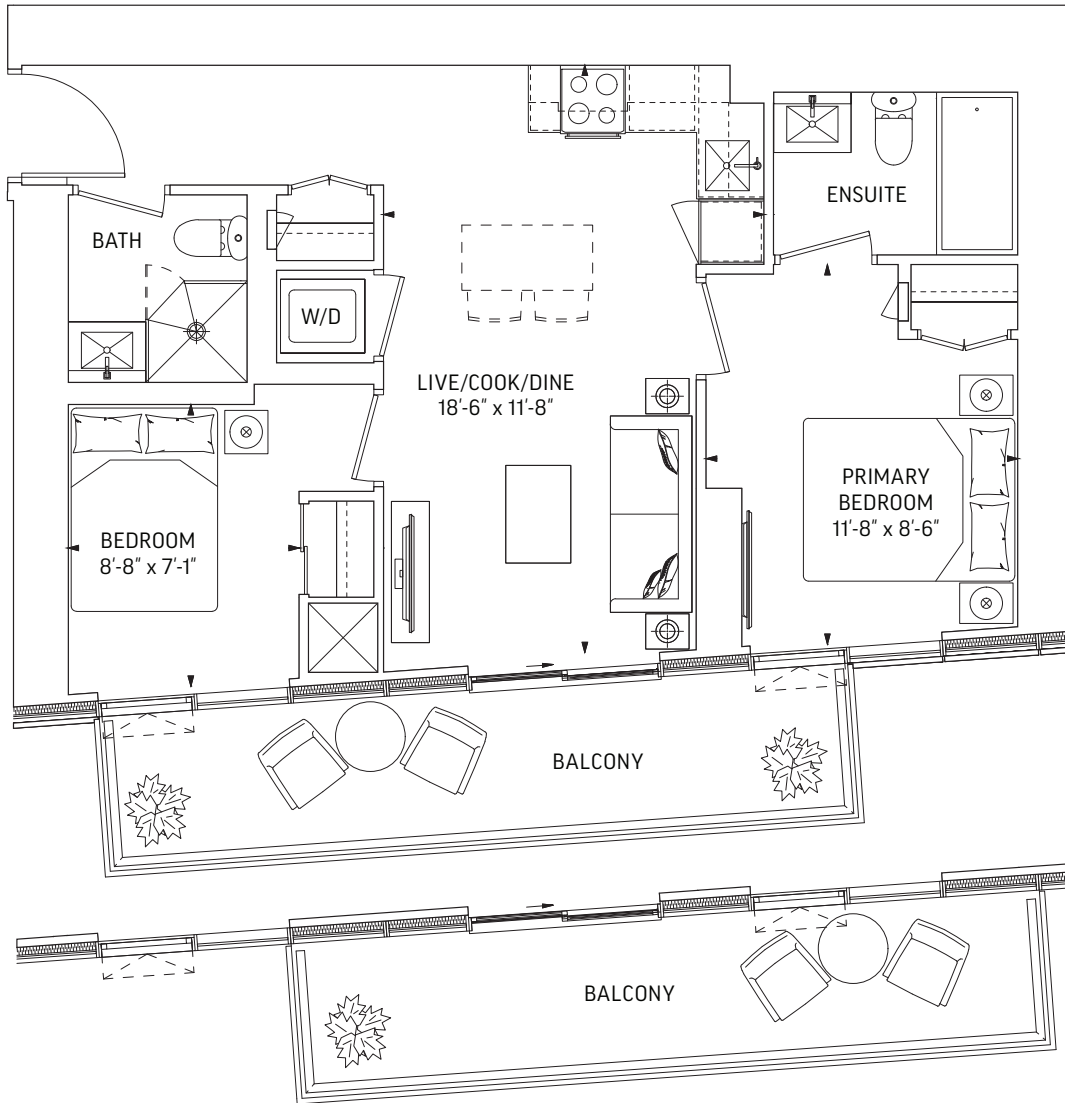 ENSUITE
BATH
W/D
LIVE/COOK/DINE
18'-6" x 11'-8"
PRIMARY
BEDROOM
11'-8" x 8'-6"
BEDROOM
8'-8" x 7'-1"
BALCONY
BALCONY